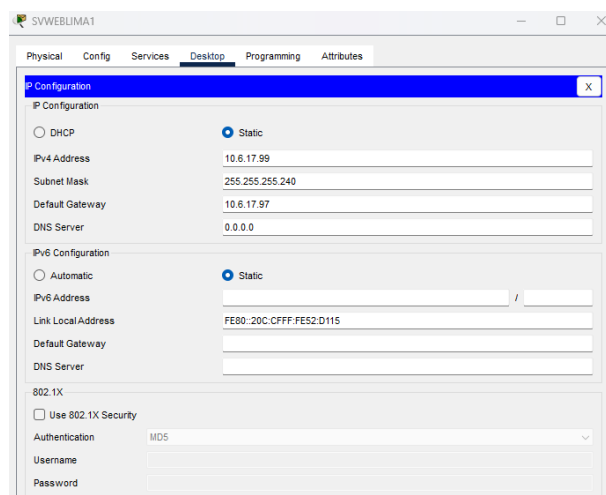 SVWEBLIMA1
Physical Config Services Desktop Programming Attributes
IP Configuration X
IP Configuration
DHCP Static
IPv4 Address 10.6.17.99
Subnet Mask 255.255.255.240
Default Gateway 10.6.17.97
DNS Server 0.0.0.0
IPv6 Configuration
Automatic Static
IPv6 Address /
Link Local Address FE80::20C:CFFF:FE52:D115
Default Gateway
DNS Server
802.1X
Use 802.1X Security
Authentication MD5
Username
Password